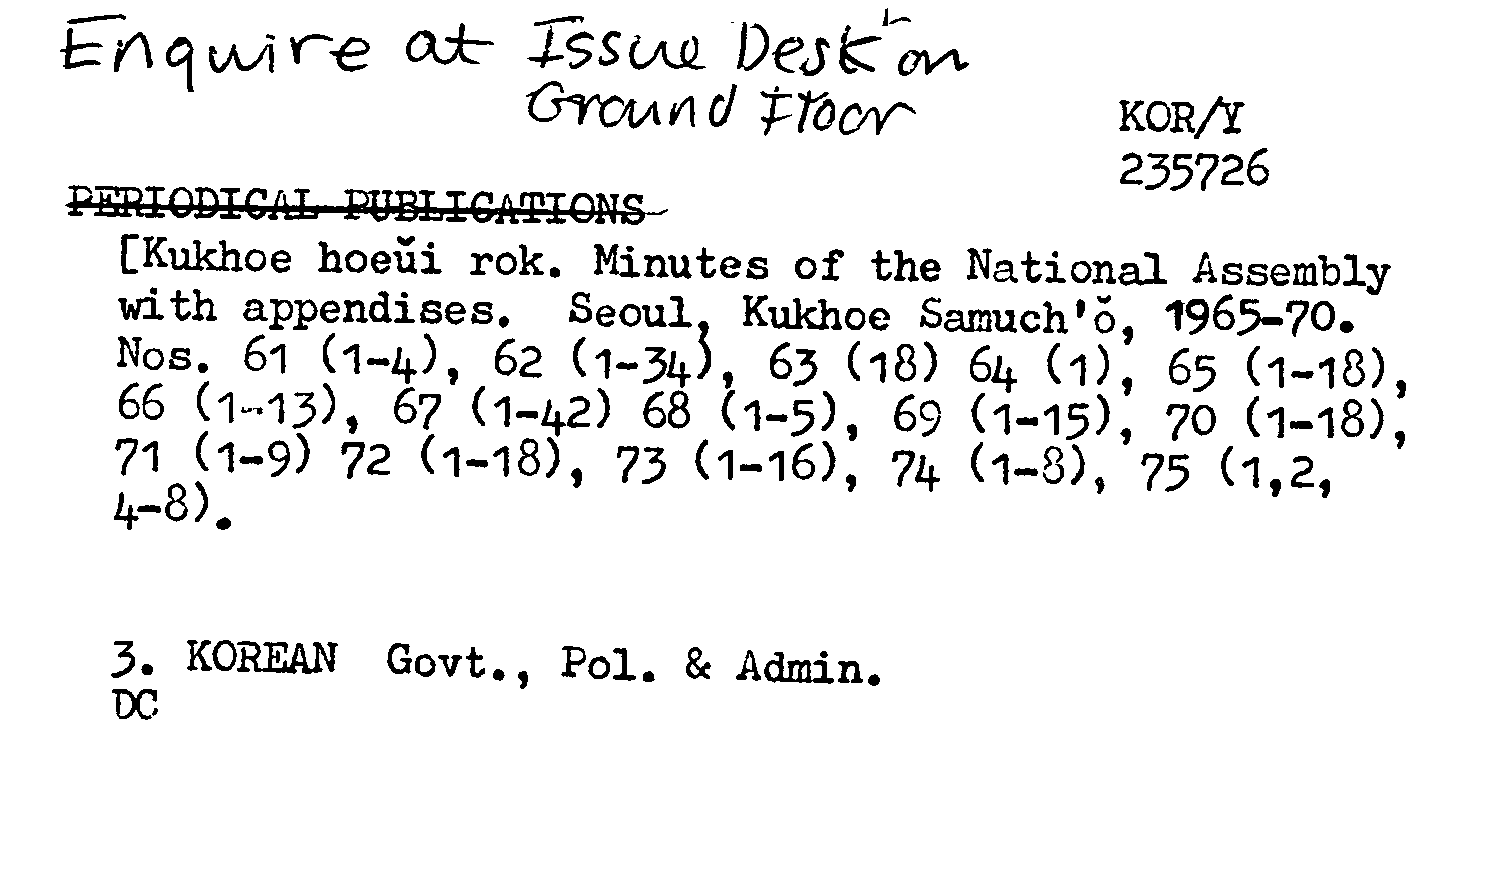 Enquire at Issue Desk on
Ground Floor
KOR/Y
235726
PERIODICAL PUBLICATIONS
[Kukhoe hoeŭi rok. Minutes of the National Assembly
with appendises. Seoul, Kukhoe Samuch'ŏ, 1965-70.
Nos. 61 (1-4), 62 (1-34), 63 (18) 64 (1), 65 (1-18),
66 (1-13), 67 (1-42) 68 (1-5), 69 (1-15), 70 (1-18),
71 (1-9) 72 (1-18), 73 (1-16), 74 (1-8), 75 (1,2,
4-8).
3. KOREAN Govt., Pol. & Admin.
DC